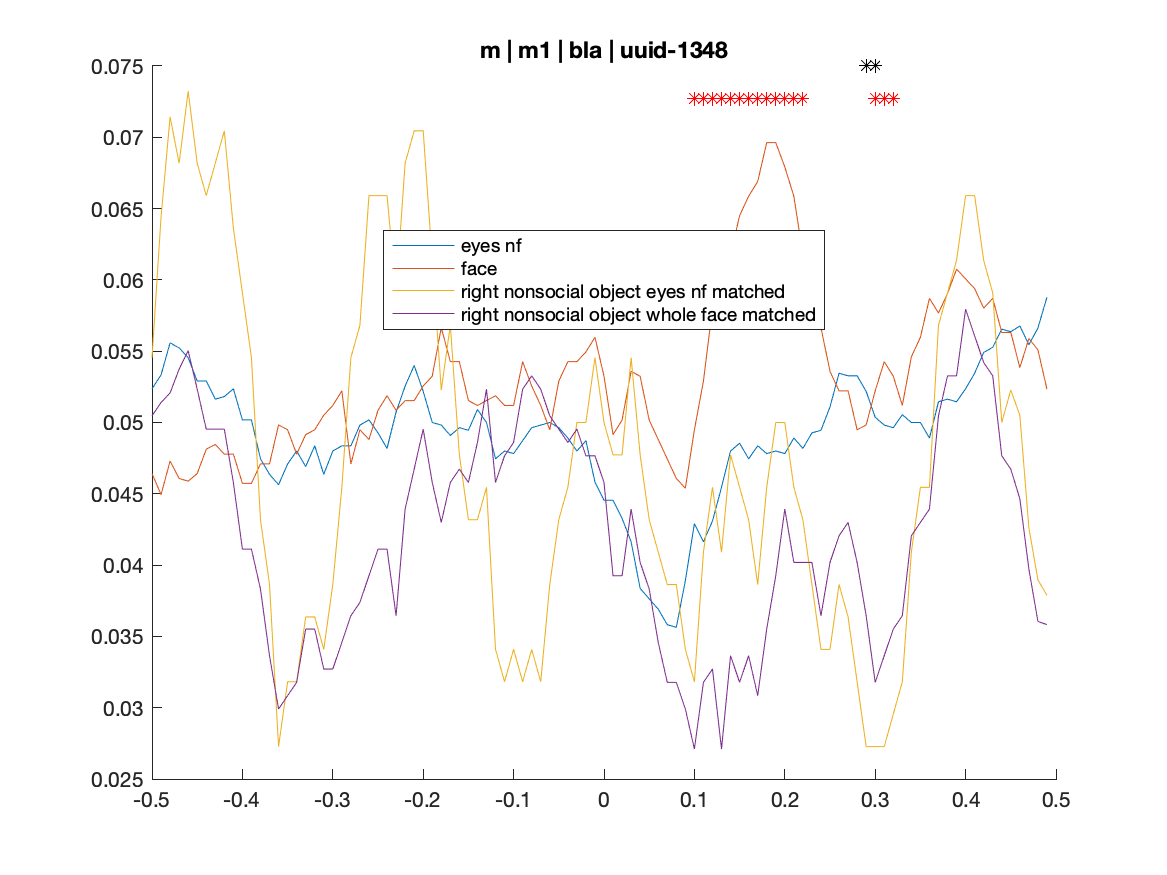 m | m1 | bla | uuid-1348
0.075
0.07
0.065
0.06
0.055
0.05
0.045
0.04
0.035
0.03
0.025
eyes nf
face
right nonsocial object eyes nf matched
right nonsocial object whole face matched
-0.5 -0.4 -0.3 -0.2 -0.1 0 0.1 0.2 0.3 0.4 0.5